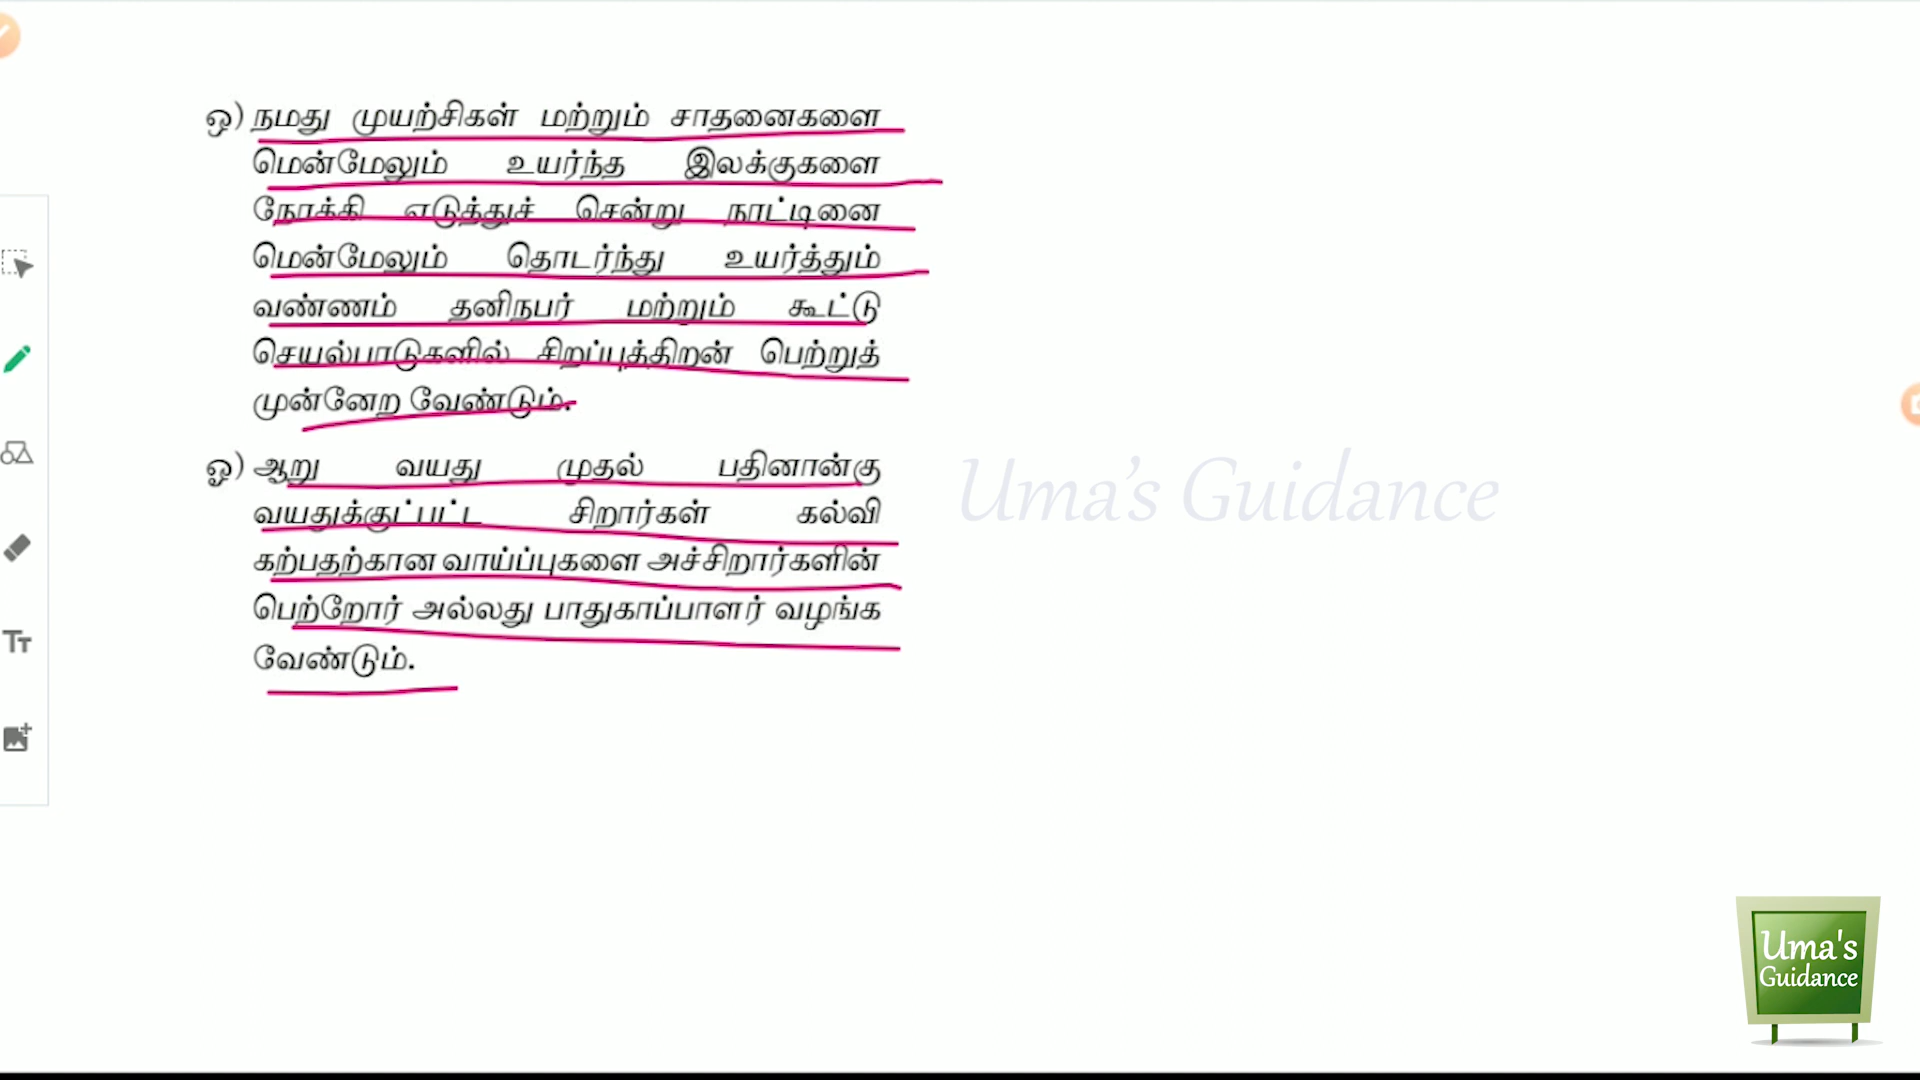 ஒ) நமது முயற்சிகள் மற்றும் சாதனைகளை
மென்மேலும் உயர்ந்த இலக்குகளை
நோக்கி எடுத்துச் சென்று நாட்டினை
மென்மேலும் தொடர்ந்து உயர்த்தும்
வண்ணம் தனிநபர் மற்றும் கூட்டு
செயல்பாடுகளில் சிறப்புத்திறன் பெற்றுத்
முன்னேற வேண்டும்.
ஓ) ஆறு வயது முதல் பதினான்கு
வயதுக்குட்பட்ட சிறார்கள் கல்வி
கற்பதற்கான வாய்ப்புகளை அச்சிறார்களின்
பெற்றோர் அல்லது பாதுகாப்பாளர் வழங்க
வேண்டும்.
Uma's Guidance
Tт
Uma's
Guidance